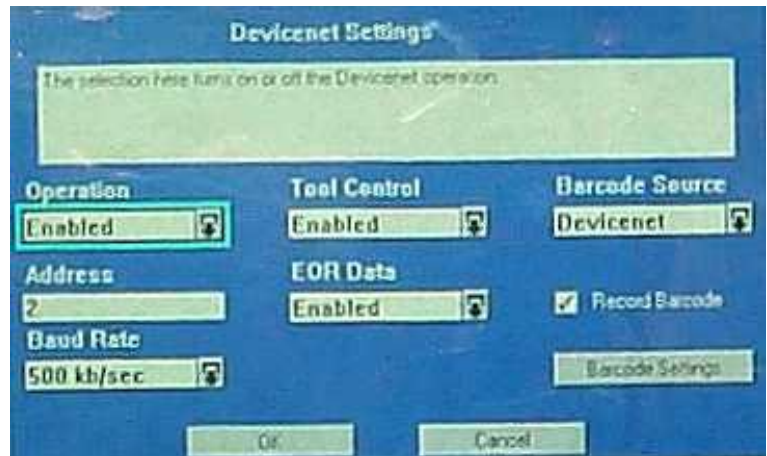 Devicenet Settings
The selection here turns on or off the Devicenet operation
Operation
Tool Control
Barcode Source
Enabled
Enabled
Devicenet
Address
EOR Data
2
Enabled
Record Barcode
Baud Rate
500 kb/sec
Barcode Settings
OK
Cancel